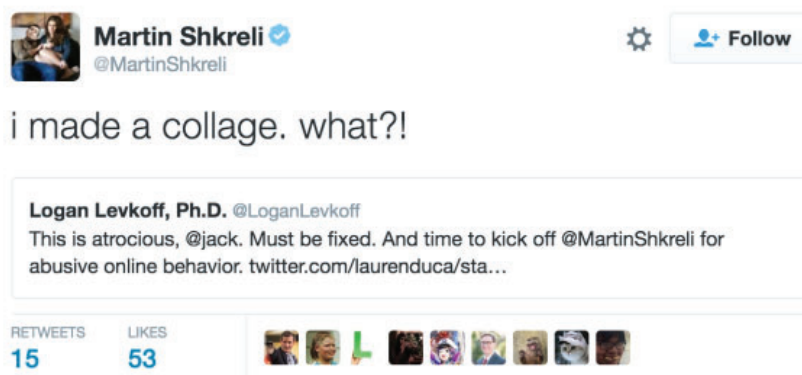 Martin Shkreli
@MartinShkreli
Follow
i made a collage. what?!
Logan Levkoff, Ph.D. @LoganLevkoff
This is atrocious, @jack. Must be fixed. And time to kick off @MartinShkreli for
abusive online behavior. twitter.com/laurenduca/sta...
RETWEETS LIKES
15 53